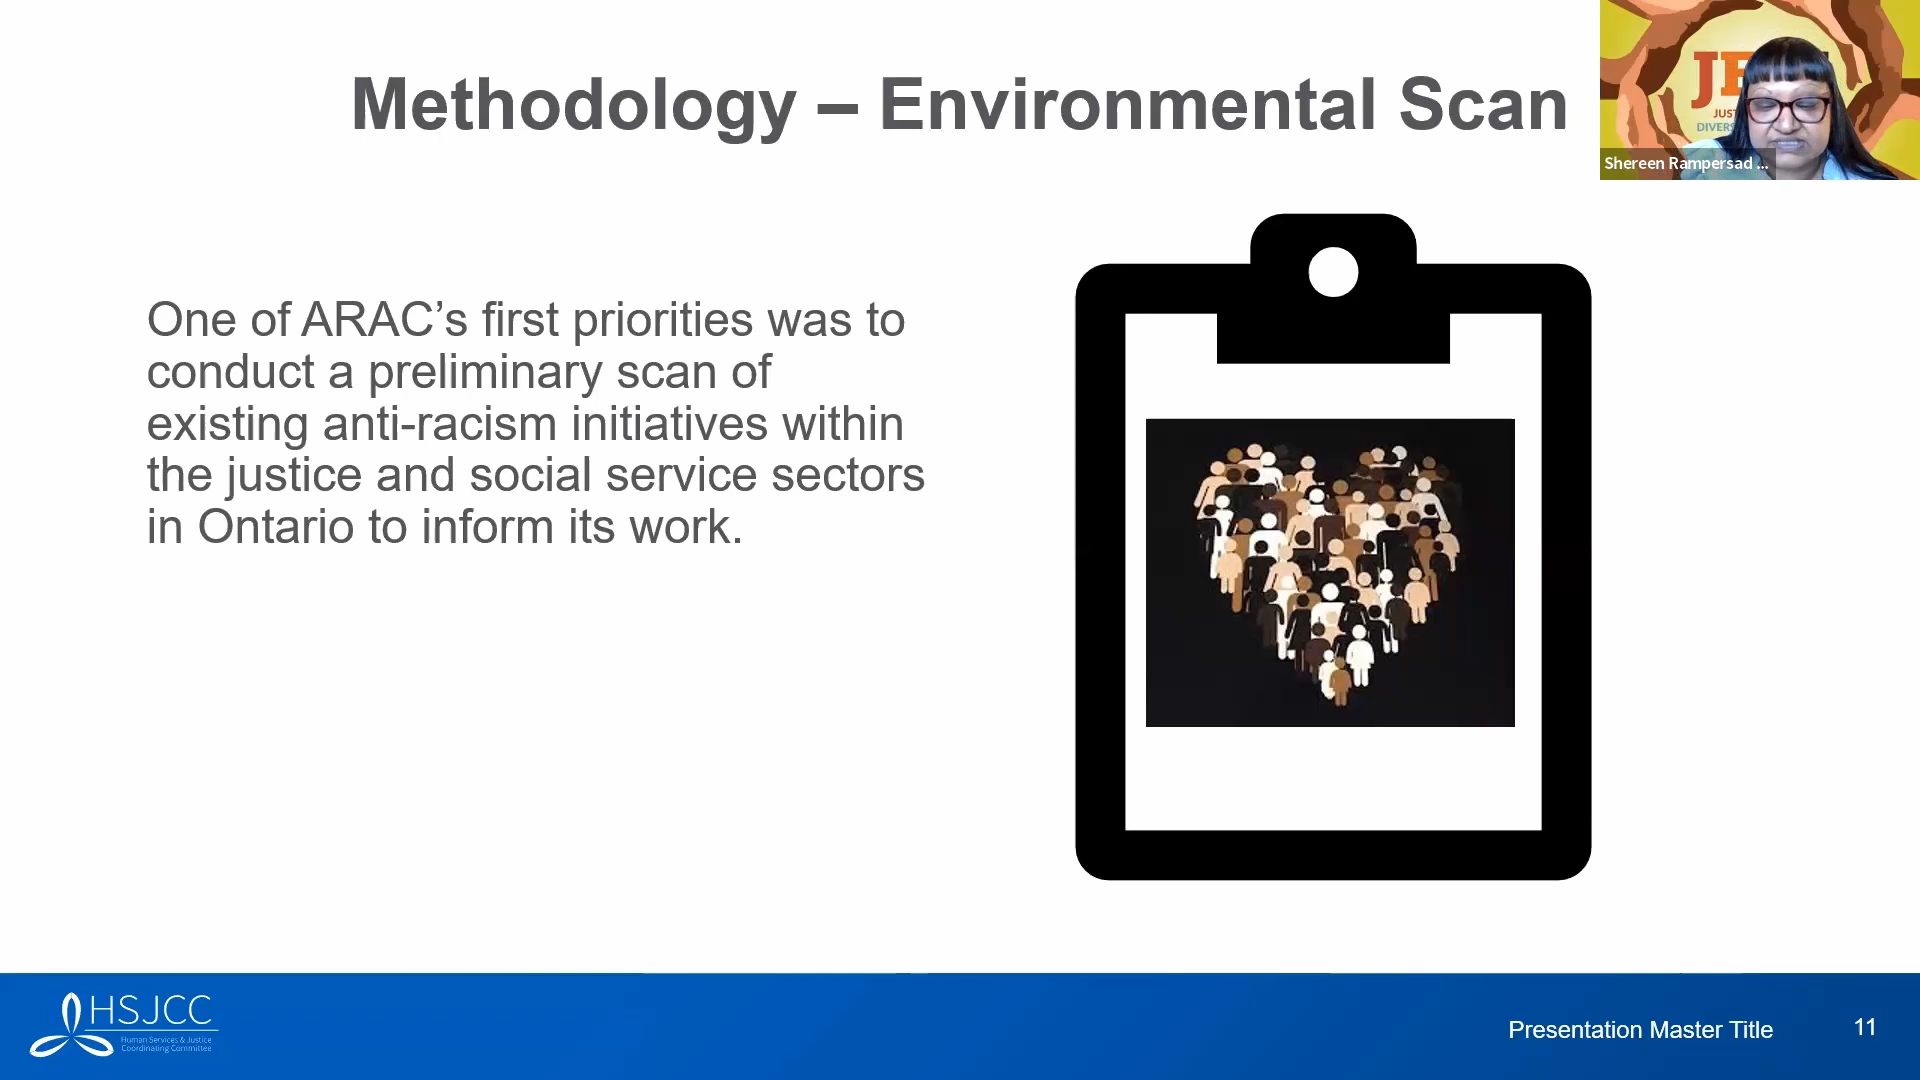 Methodology – Environmental Scan
JUST
DIVERS
Shereen Rampersad ...
One of ARAC’s first priorities was to
conduct a preliminary scan of
existing anti-racism initiatives within
the justice and social service sectors
in Ontario to inform its work.
HSJCC
Human Services & Justice
Coordinating Committee
Presentation Master Title
11